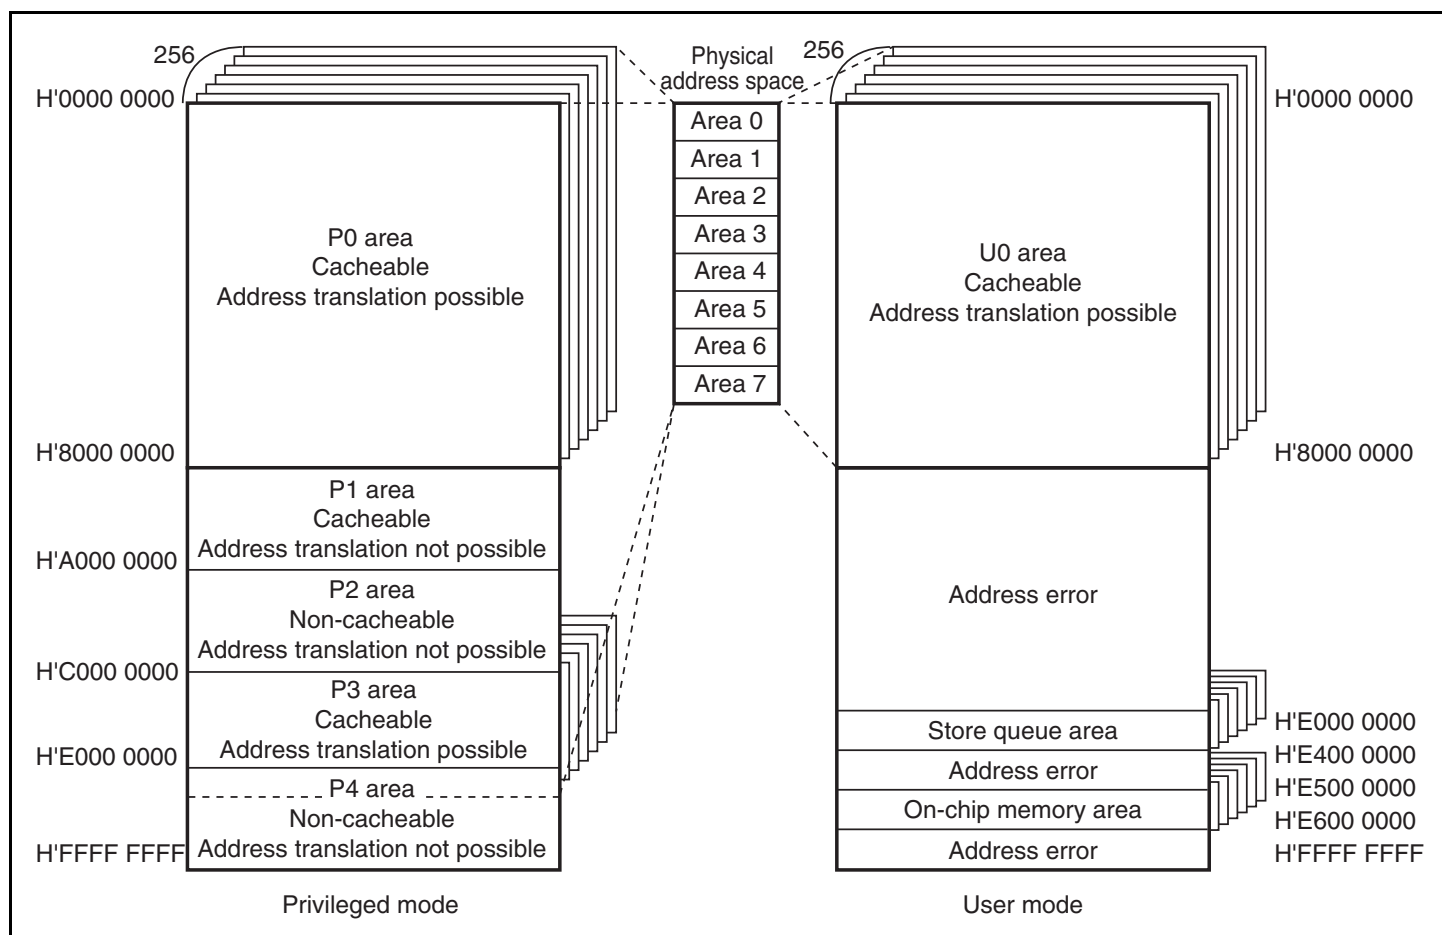 256
H'0000 0000
P0 area
Cacheable
Address translation possible
H'8000 0000
P1 area
Cacheable
Address translation not possible
H'A000 0000
P2 area
Non-cacheable
Address translation not possible
H'C000 0000
P3 area
Cacheable
Address translation possible
H'E000 0000
P4 area
Non-cacheable
Address translation not possible
H'FFFF FFFF
Privileged mode
Physical
address space
Area 0
Area 1
Area 2
Area 3
Area 4
Area 5
Area 6
Area 7
256
H'0000 0000
U0 area
Cacheable
Address translation possible
H'8000 0000
Address error
H'E000 0000
Store queue area
H'E400 0000
Address error
H'E500 0000
On-chip memory area
H'E600 0000
Address error
H'FFFF FFFF
User mode